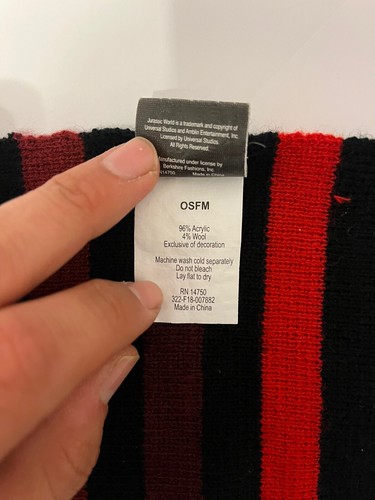 Jurassic World is a trademark and copyright of
Universal Studios and Amblin Entertainment, Inc.
Licensed by Universal Studios.
All Rights Reserved
Manufactured under license by
Berkshire Fashions, Inc.
14750 Made in China
OSFM
96% Acrylic
4% Wool
Exclusive of decoration
Machine wash cold separately
Do not bleach
Lay flat to dry
RN 14750
322-F18-007882
Made in China